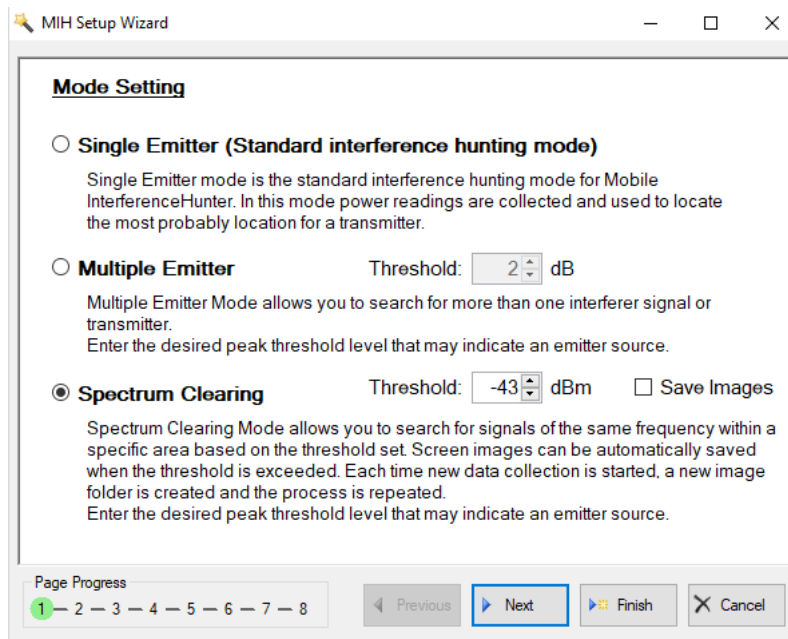 MIH Setup Wizard
Mode Setting
Single Emitter (Standard interference hunting mode)
Single Emitter mode is the standard interference hunting mode for Mobile
InterferenceHunter. In this mode power readings are collected and used to locate
the most probably location for a transmitter.
Multiple Emitter Threshold: 2 dB
Multiple Emitter Mode allows you to search for more than one interferer signal or
transmitter.
Enter the desired peak threshold level that may indicate an emitter source.
Spectrum Clearing Threshold: -43 dBm Save Images
Spectrum Clearing Mode allows you to search for signals of the same frequency within a
specific area based on the threshold set. Screen images can be automatically saved
when the threshold is exceeded. Each time new data collection is started, a new image
folder is created and the process is repeated.
Enter the desired peak threshold level that may indicate an emitter source.
Page Progress
1 — 2 — 3 — 4 — 5 — 6 — 7 — 8 Previous Next Finish Cancel